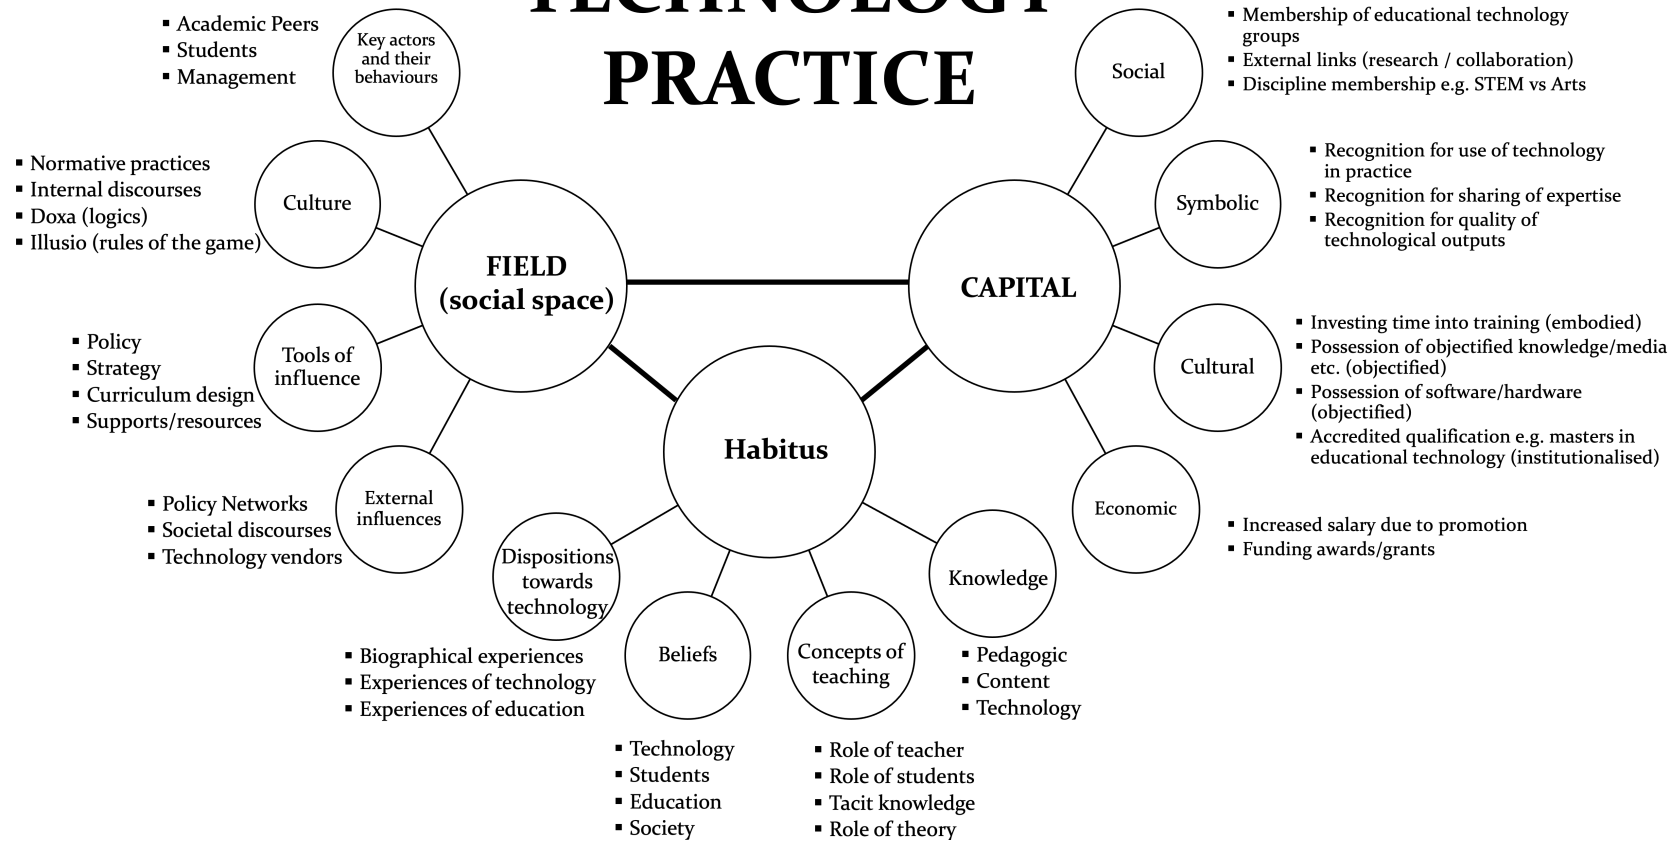 TECHNOLOGY
PRACTICE
▪ Academic Peers
▪ Students
▪ Management
Key actors
and their
behaviours
▪ Normative practices
▪ Internal discourses
▪ Doxa (logics)
▪ Illusio (rules of the game)
Culture
FIELD
(social space)
▪ Policy
▪ Strategy
▪ Curriculum design
▪ Supports/resources
Tools of
influence
▪ Policy Networks
▪ Societal discourses
▪ Technology vendors
External
influences
Habitus
Dispositions
towards
technology
▪ Biographical experiences
▪ Experiences of technology
▪ Experiences of education
Beliefs
▪ Technology
▪ Students
▪ Education
▪ Society
Concepts of
teaching
▪ Role of teacher
▪ Role of students
▪ Tacit knowledge
▪ Role of theory
Knowledge
▪ Pedagogic
▪ Content
▪ Technology
CAPITAL
Social
▪ Membership of educational technology
groups
▪ External links (research / collaboration)
▪ Discipline membership e.g. STEM vs Arts
Symbolic
▪ Recognition for use of technology
in practice
▪ Recognition for sharing of expertise
▪ Recognition for quality of
technological outputs
Cultural
▪ Investing time into training (embodied)
▪ Possession of objectified knowledge/media
etc. (objectified)
▪ Possession of software/hardware
(objectified)
▪ Accredited qualification e.g. masters in
educational technology (institutionalised)
Economic
▪ Increased salary due to promotion
▪ Funding awards/grants